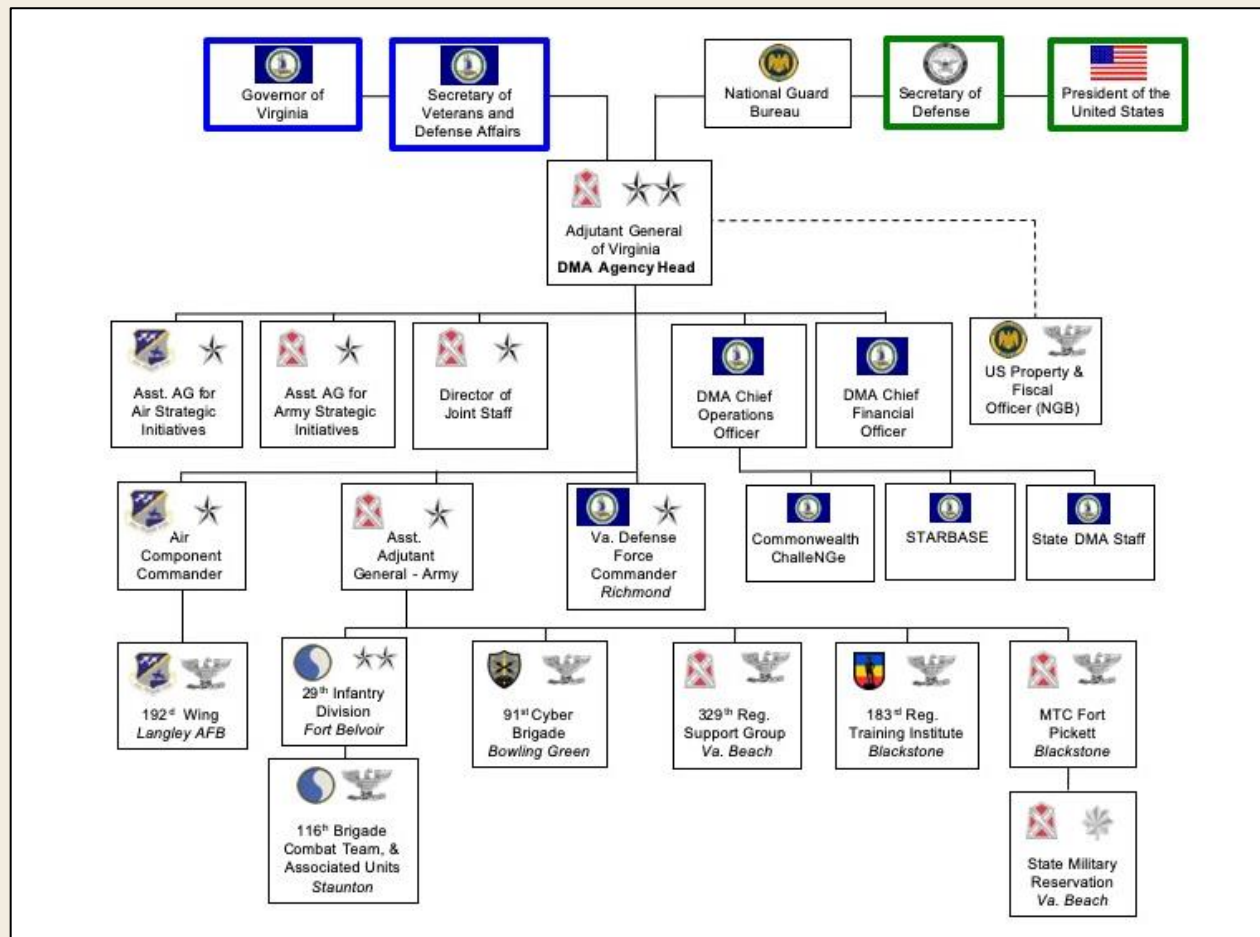 Governor of
Virginia
Secretary of
Veterans and
Defense Affairs
National Guard
Bureau
Secretary of
Defense
President of the
United States
Adjutant General
of Virginia
DMA Agency Head
Asst. AG for
Air Strategic
Initiatives
Asst. AG for
Army Strategic
Initiatives
Director of
Joint Staff
DMA Chief
Operations
Officer
DMA Chief
Financial
Officer
US Property &
Fiscal
Officer (NGB)
Air
Component
Commander
Asst.
Adjutant
General - Army
Va. Defense
Force
Commander
Richmond
Commonwealth
ChalleNGe
STARBASE
State DMA Staff
192ᵈ Wing
Langley AFB
29ᵗʰ Infantry
Division
Fort Belvoir
91ˢᵗ Cyber
Brigade
Bowling Green
329ᵗʰ Reg.
Support Group
Va. Beach
183ʳᵈ Reg.
Training Institute
Blackstone
MTC Fort
Pickett
Blackstone
116ᵗʰ Brigade
Combat Team, &
Associated Units
Staunton
State Military
Reservation
Va. Beach